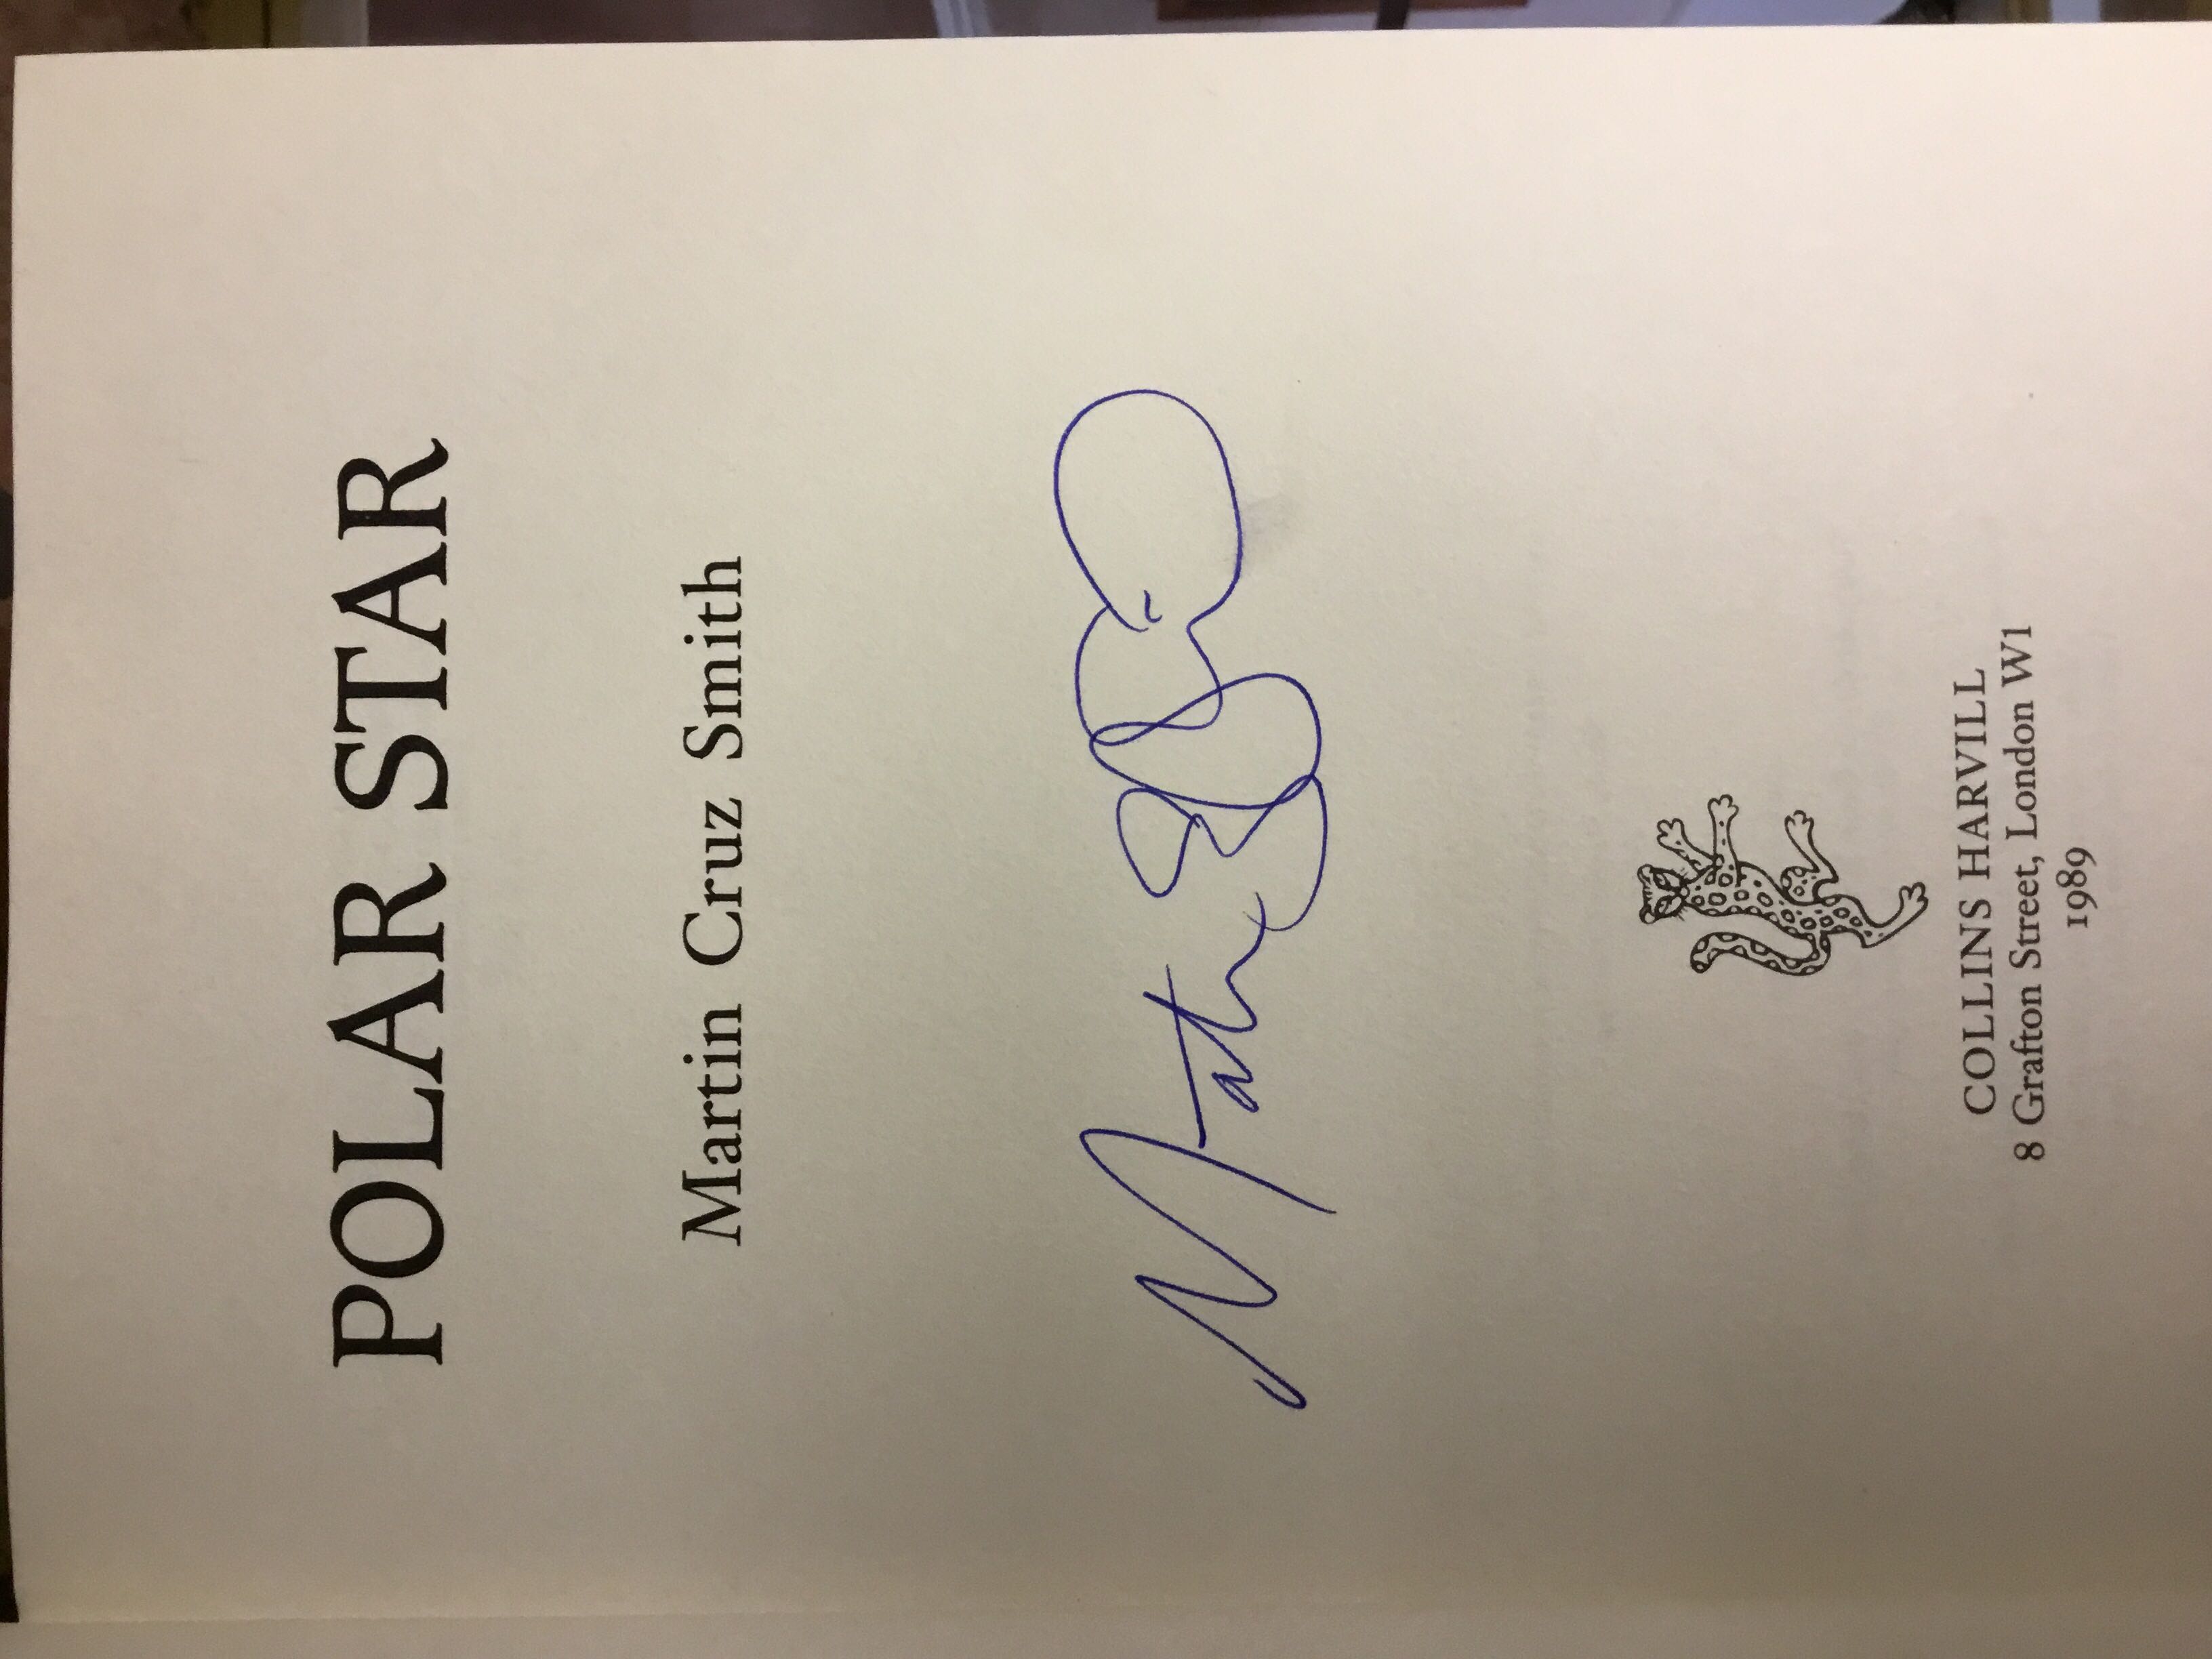 POLAR STAR
Martin Cruz Smith
COLLINS HARVILL
8 Grafton Street, London W1
1989